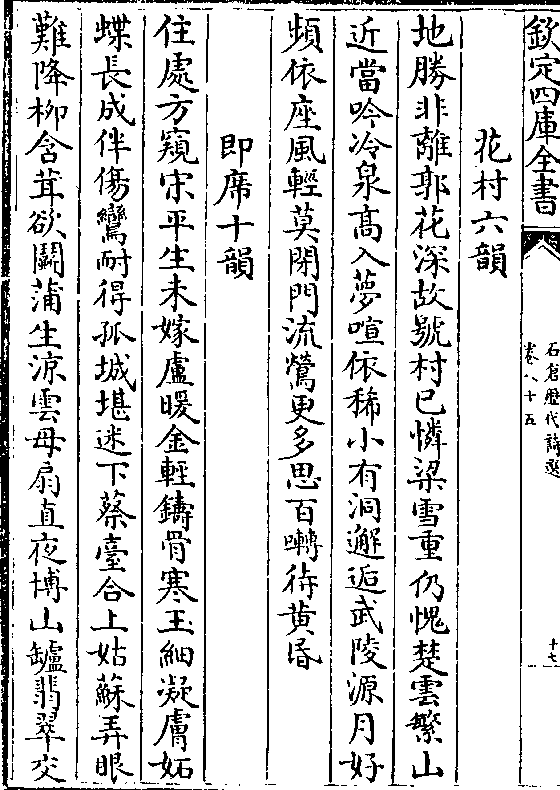 欽定四庫全書
石倉歷代詩選
卷八十五
十七
花村六韻
地勝非離郭花深故號村已憐梁雪重仍愧楚雲繁山
近當吟冷泉高入夢喧依稀小有洞邂逅武陵源月好
頻依座風輕莫閉門流鶯更多思百囀待黃昏
即席十韻
住處方窺宋平生未嫁盧暖金輕鑄骨寒玉細凝膚妬
蝶長成伴傷鸞耐得孤城堪迷下蔡臺合上姑蘇弄眼
難降柳含茸欲鬭蒲生涼雲母扇直夜博山罏翡翠交